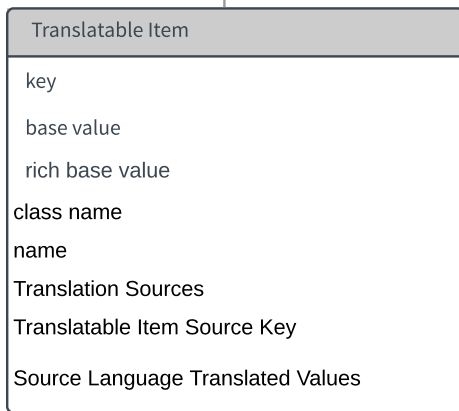 Translatable Item
key
base value
rich base value
class name
name
Translation Sources
Translatable Item Source Key
Source Language Translated Values